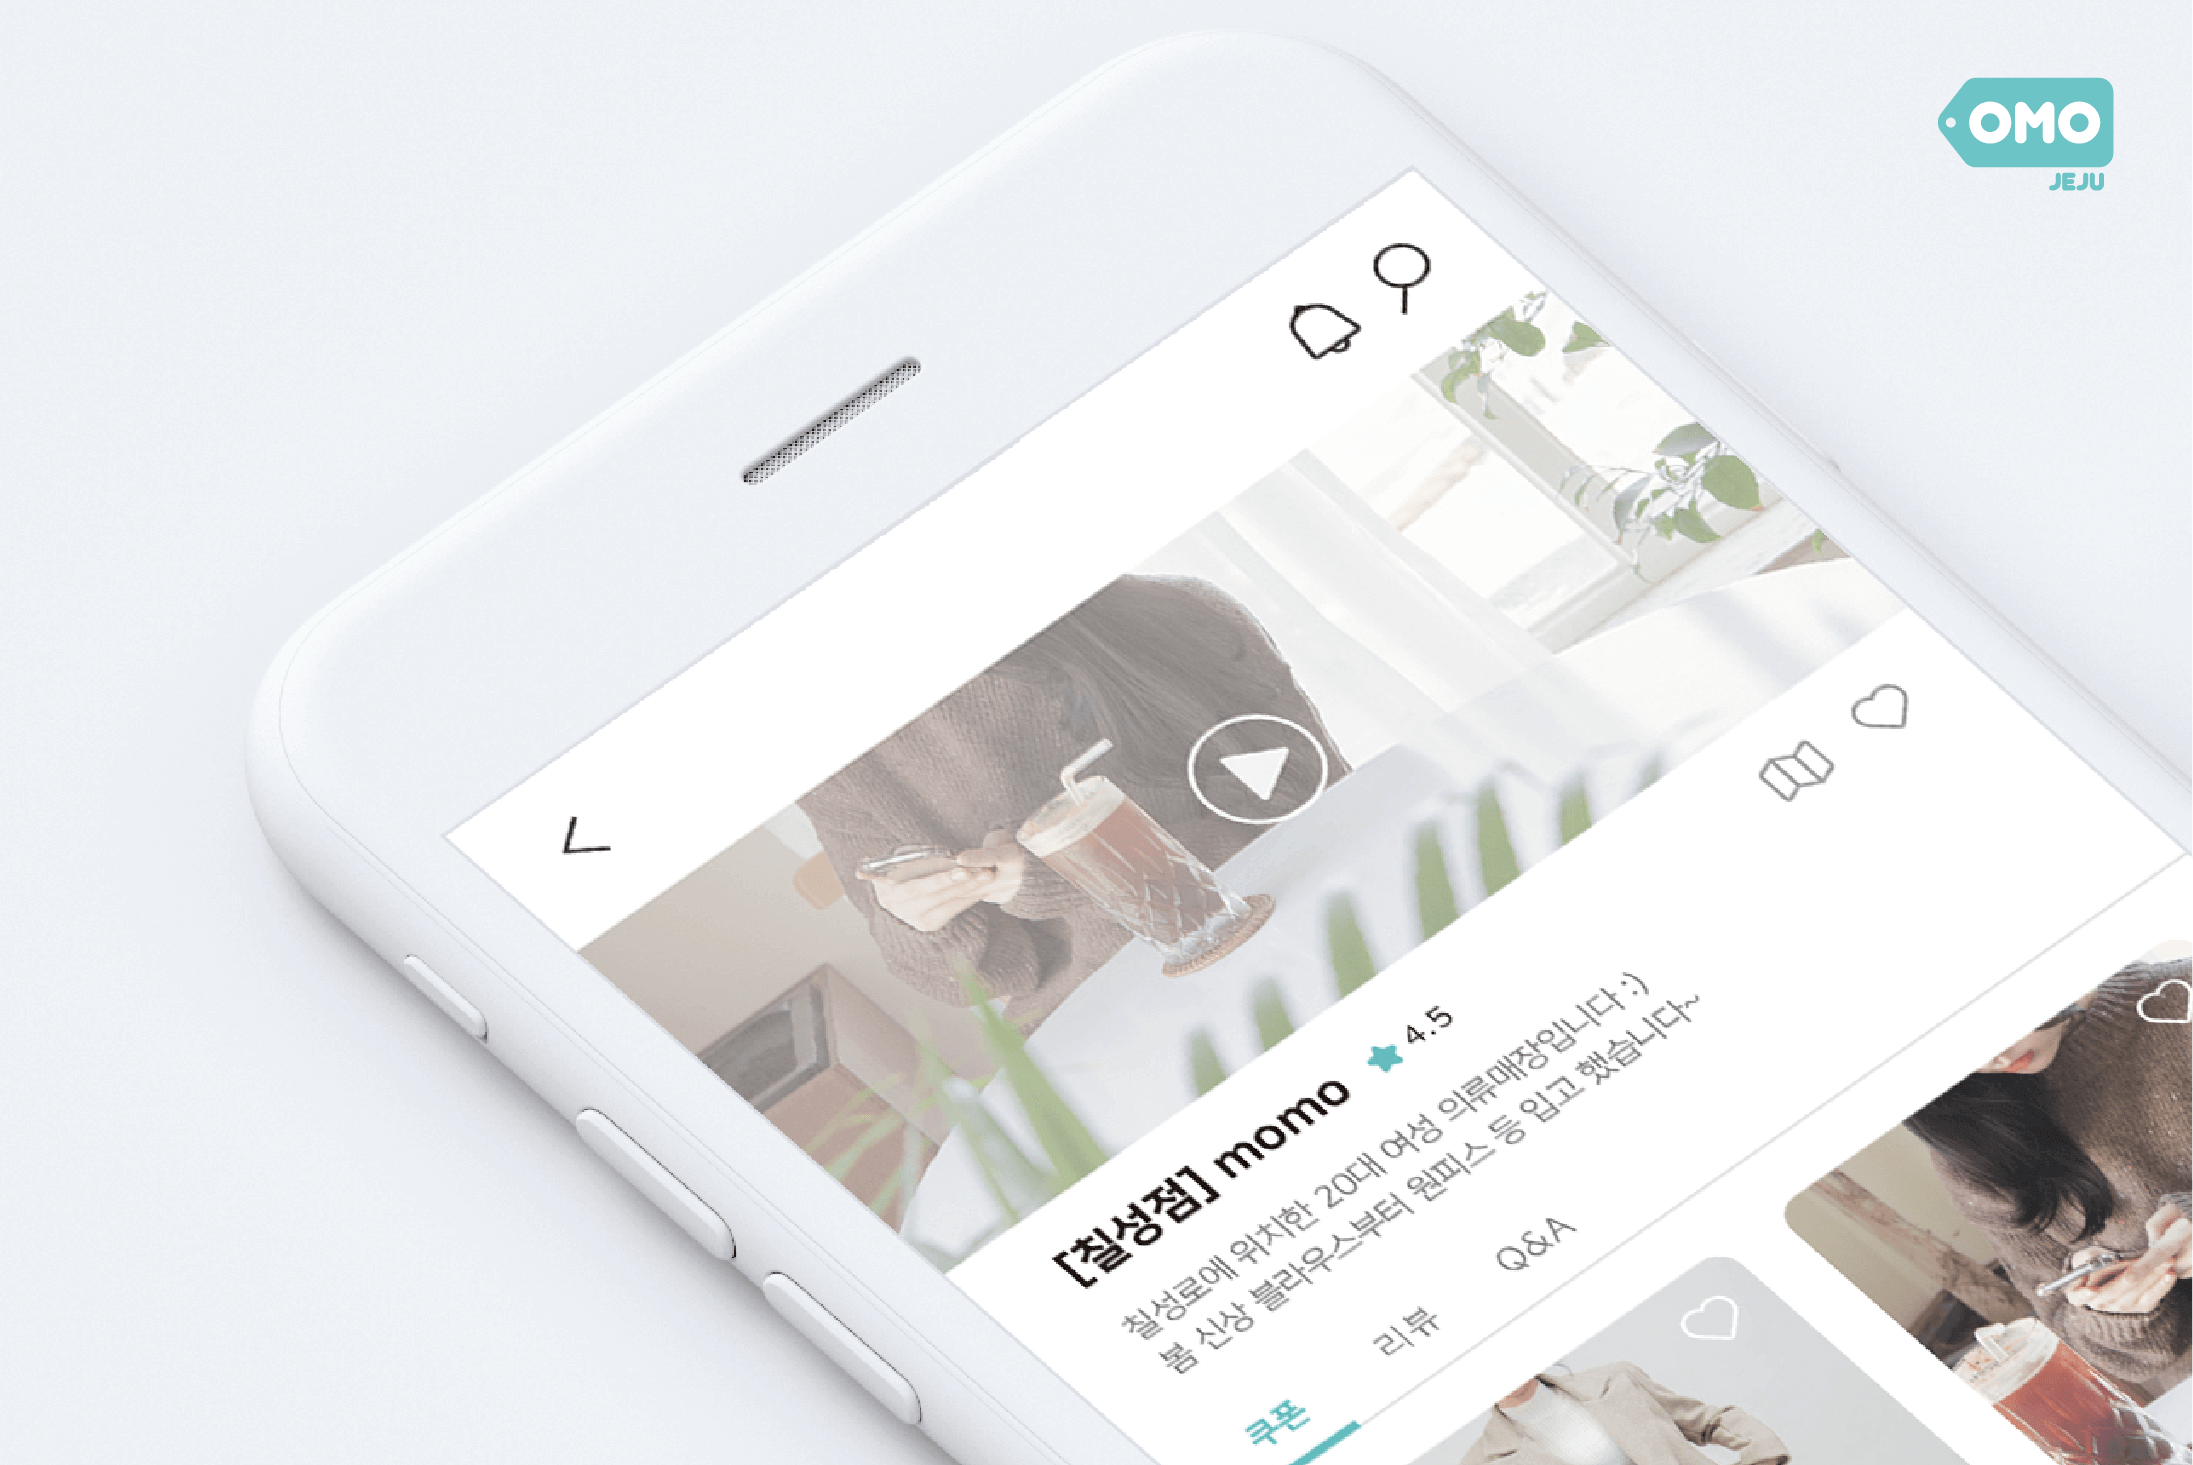 OMO
JEJU
[칠성점] momo ★ 4.5
칠성로에 위치한 20대 여성 의류매장입니다 :)
봄 신상 블라우스부터 원피스 등 입고 했습니다~
쿠폰 리뷰 Q&A